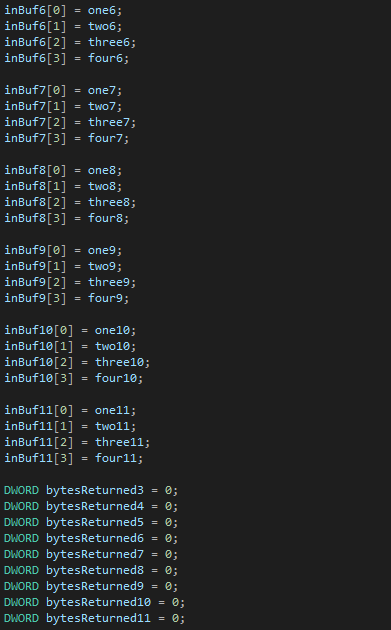 inBuf6[0] = one6;
inBuf6[1] = two6;
inBuf6[2] = three6;
inBuf6[3] = four6;
inBuf7[0] = one7;
inBuf7[1] = two7;
inBuf7[2] = three7;
inBuf7[3] = four7;
inBuf8[0] = one8;
inBuf8[1] = two8;
inBuf8[2] = three8;
inBuf8[3] = four8;
inBuf9[0] = one9;
inBuf9[1] = two9;
inBuf9[2] = three9;
inBuf9[3] = four9;
inBuf10[0] = one10;
inBuf10[1] = two10;
inBuf10[2] = three10;
inBuf10[3] = four10;
inBuf11[0] = one11;
inBuf11[1] = two11;
inBuf11[2] = three11;
inBuf11[3] = four11;
DWORD bytesReturned3 = 0;
DWORD bytesReturned4 = 0;
DWORD bytesReturned5 = 0;
DWORD bytesReturned6 = 0;
DWORD bytesReturned7 = 0;
DWORD bytesReturned8 = 0;
DWORD bytesReturned9 = 0;
DWORD bytesReturned10 = 0;
DWORD bytesReturned11 = 0;